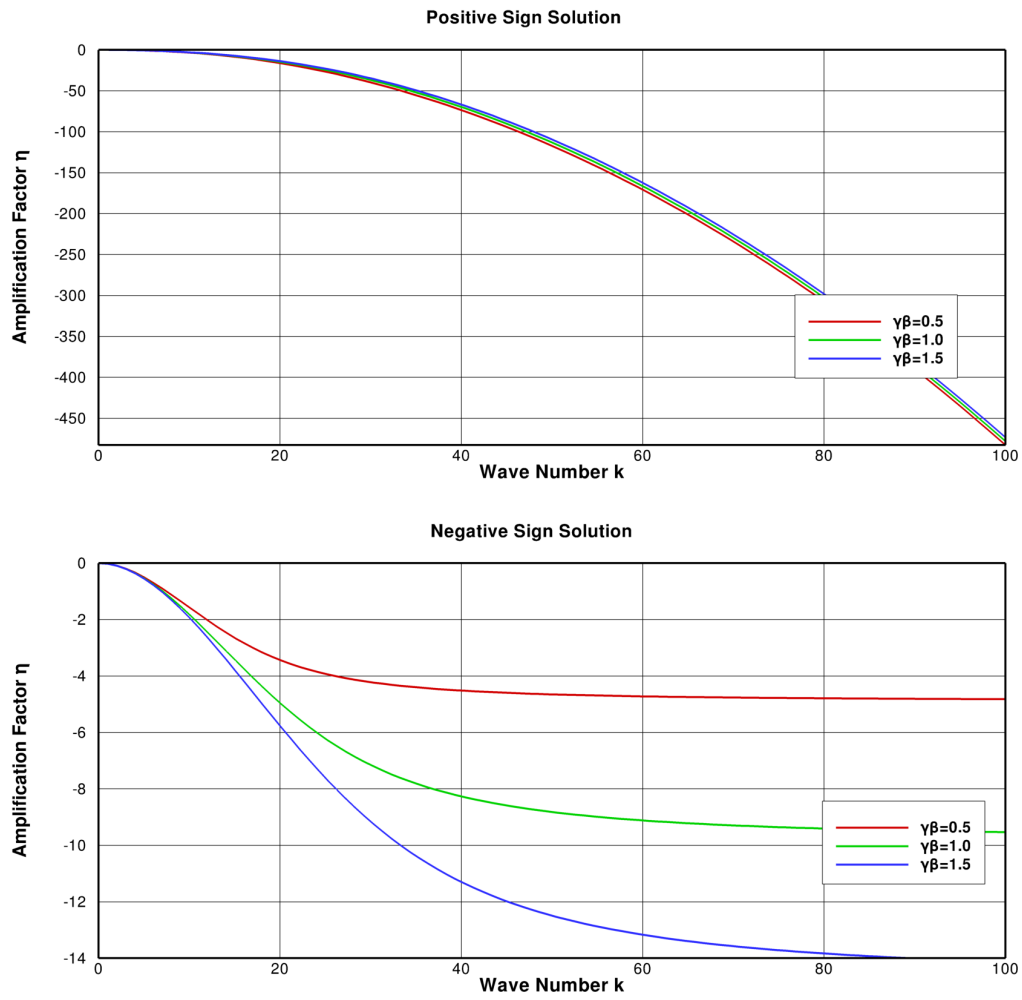 Positive Sign Solution
0
-50
-100
-150
-200
-250
-300
-350
-400
-450
Amplification Factor η
γβ=0.5
γβ=1.0
γβ=1.5
0 20 40 60 80 100
Wave Number k
Negative Sign Solution
0
-2
-4
-6
-8
-10
-12
-14
Amplification Factor η
γβ=0.5
γβ=1.0
γβ=1.5
0 20 40 60 80 100
Wave Number k